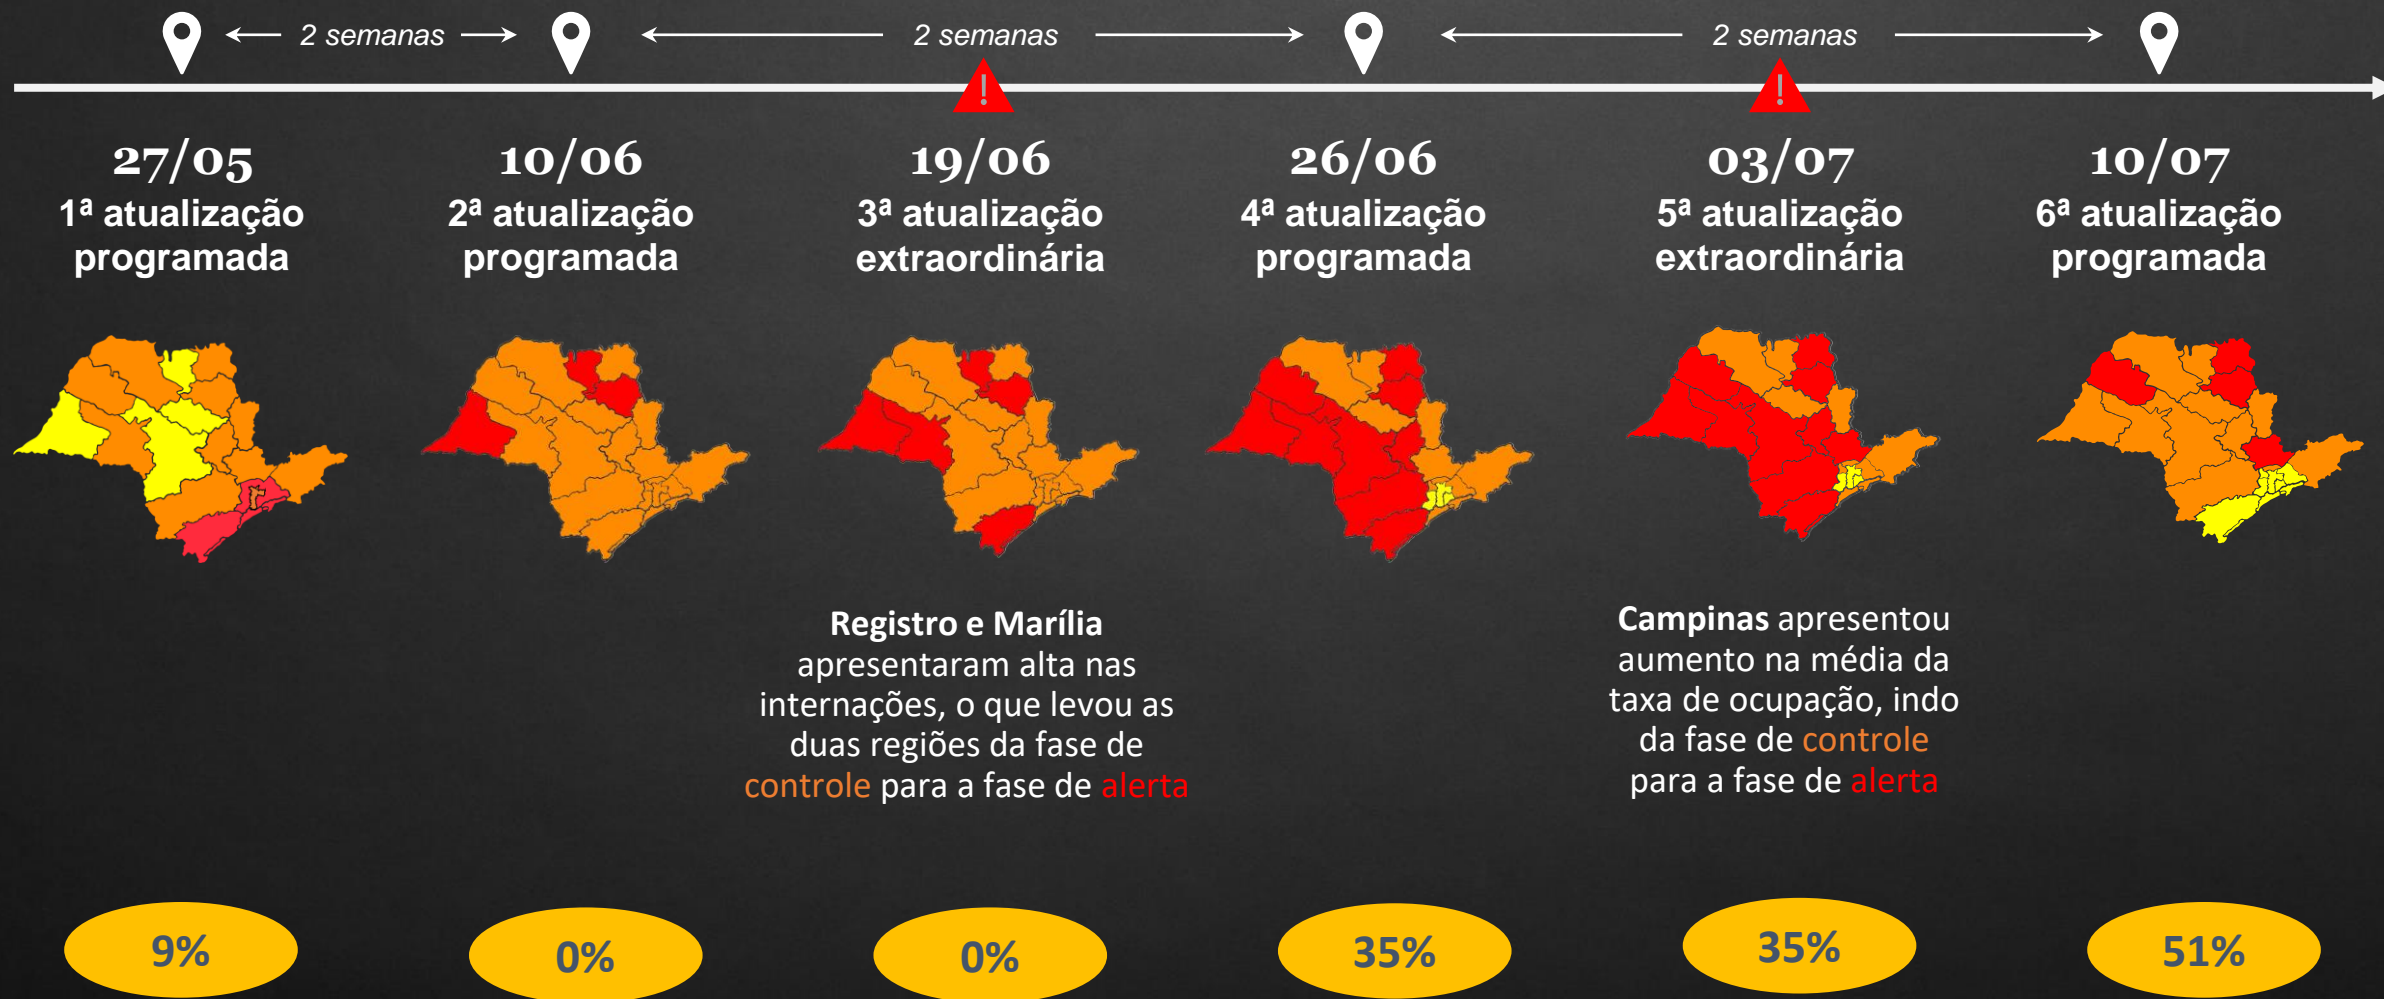 2 semanas
2 semanas
2 semanas
!
!
27/05
1ª atualização
programada
10/06
2ª atualização
programada
19/06
3ª atualização
extraordinária
26/06
4ª atualização
programada
03/07
5ª atualização
extraordinária
10/07
6ª atualização
programada
Registro e Marília
apresentaram alta nas
internações, o que levou as
duas regiões da fase de
controle para a fase de alerta
Campinas apresentou
aumento na média da
taxa de ocupação, indo
da fase de controle
para a fase de alerta
9%
0%
0%
35%
35%
51%